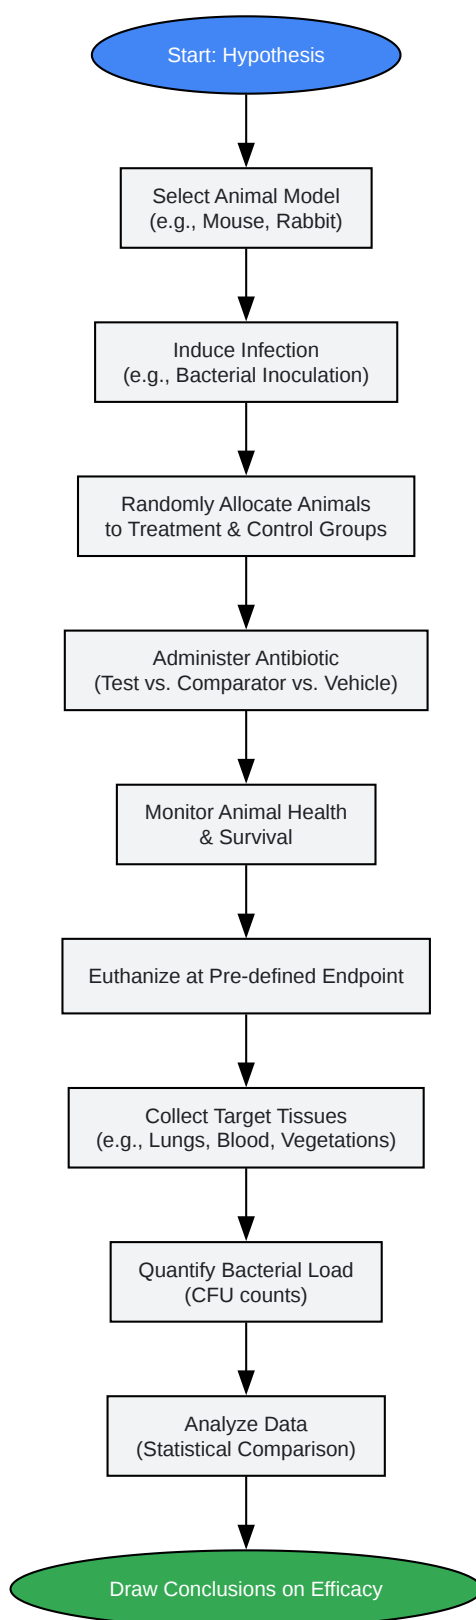 Start: Hypothesis
Select Animal Model
(e.g., Mouse, Rabbit)
Induce Infection
(e.g., Bacterial Inoculation)
Randomly Allocate Animals
to Treatment & Control Groups
Administer Antibiotic
(Test vs. Comparator vs. Vehicle)
Monitor Animal Health
& Survival
Euthanize at Pre-defined Endpoint
Collect Target Tissues
(e.g., Lungs, Blood, Vegetations)
Quantify Bacterial Load
(CFU counts)
Analyze Data
(Statistical Comparison)
Draw Conclusions on Efficacy